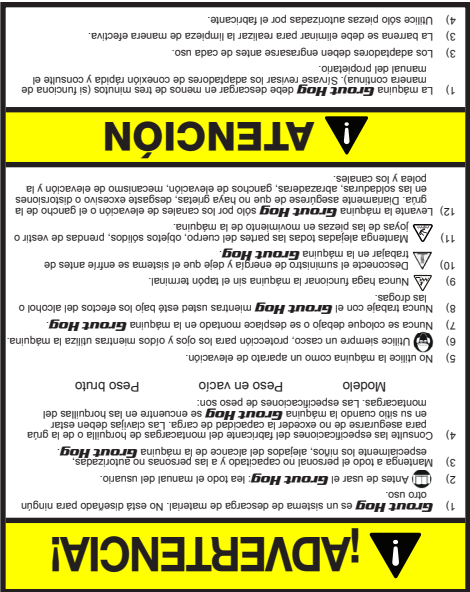 ¡ADVERTENCIA!
1) Grout Hog es un sistema de descarga de material. No está diseñado para ningún
otro uso.
2) Antes de usar el Grout Hog: lea todo el manual del usuario.
3) Mantenga a todo el personal no capacitado y a las personas no autorizadas,
especialmente los niños, alejados del alcance de la máquina Grout Hog.
4) Consulte las especificaciones del fabricante del montacargas de horquilla o de la grúa
para asegurarse de no exceder la capacidad de carga. Las clavijas deben estar
en su sitio cuando la máquina Grout Hog se encuentre en las horquillas del
montacargas. Las especificaciones de peso son:
Modelo Peso en vacío Peso bruto
5) No utilice la máquina como un aparato de elevación.
6) Utilice siempre un casco, protección para los ojos y oídos mientras utiliza la máquina.
7) Nunca se coloque debajo o se desplace montado en la máquina Grout Hog.
8) Nunca trabaje con el Grout Hog mientras usted esté bajo los efectos del alcohol o
las drogas.
9) Nunca haga funcionar la máquina sin el tapón terminal.
10) Desconecte el suministro de energía y deje que el sistema se enfríe antes de
trabajar en la máquina Grout Hog.
11) Mantenga alejadas todas las partes del cuerpo, objetos sólidos, prendas de vestir o
joyas de las piezas en movimiento de la máquina.
12) Levante la máquina Grout Hog sólo por los canales de elevación o el gancho de la
grúa. Diariamente asegúrese de que no haya grietas, desgaste excesivo o distorsiones
en las soldaduras, abrazaderas, ganchos de elevación, mecanismo de elevación y la
polea y los canales.
ATENCIÓN
1) La máquina Grout Hog debe descargar en menos de tres minutos (si funciona de
manera continua). Sírvase revisar los adaptadores de conexión rápida y consulte el
manual del propietario.
3) Los adaptadores deben engrasarse antes de cada uso.
3) La barrena se debe eliminar para realizar la limpieza de manera efectiva.
4) Utilice sólo piezas autorizadas por el fabricante.